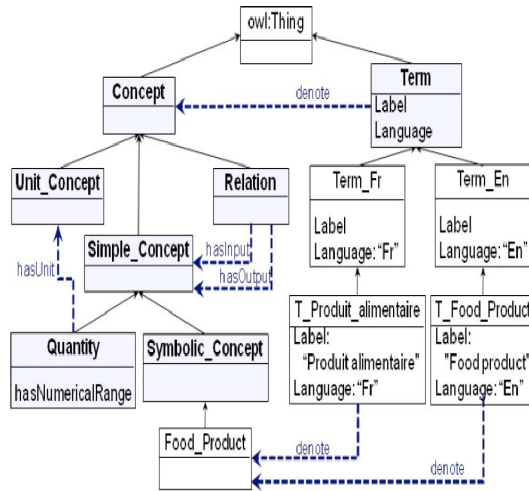 owl:Thing
Concept
denote
Term
Label
Language
Unit_Concept
Relation
Term_Fr
Label
Language:"Fr"
Term_En
Label
Language:"En"
hasUnit
Simple_Concept
hasInput
hasOutput
Quantity
hasNumericalRange
Symbolic_Concept
T_Produit_alimentaire
Label:
"Produit alimentaire"
Language:"Fr"
T_Food_Product
Label:
"Food product"
Language:"En"
Food_Product
denote
denote